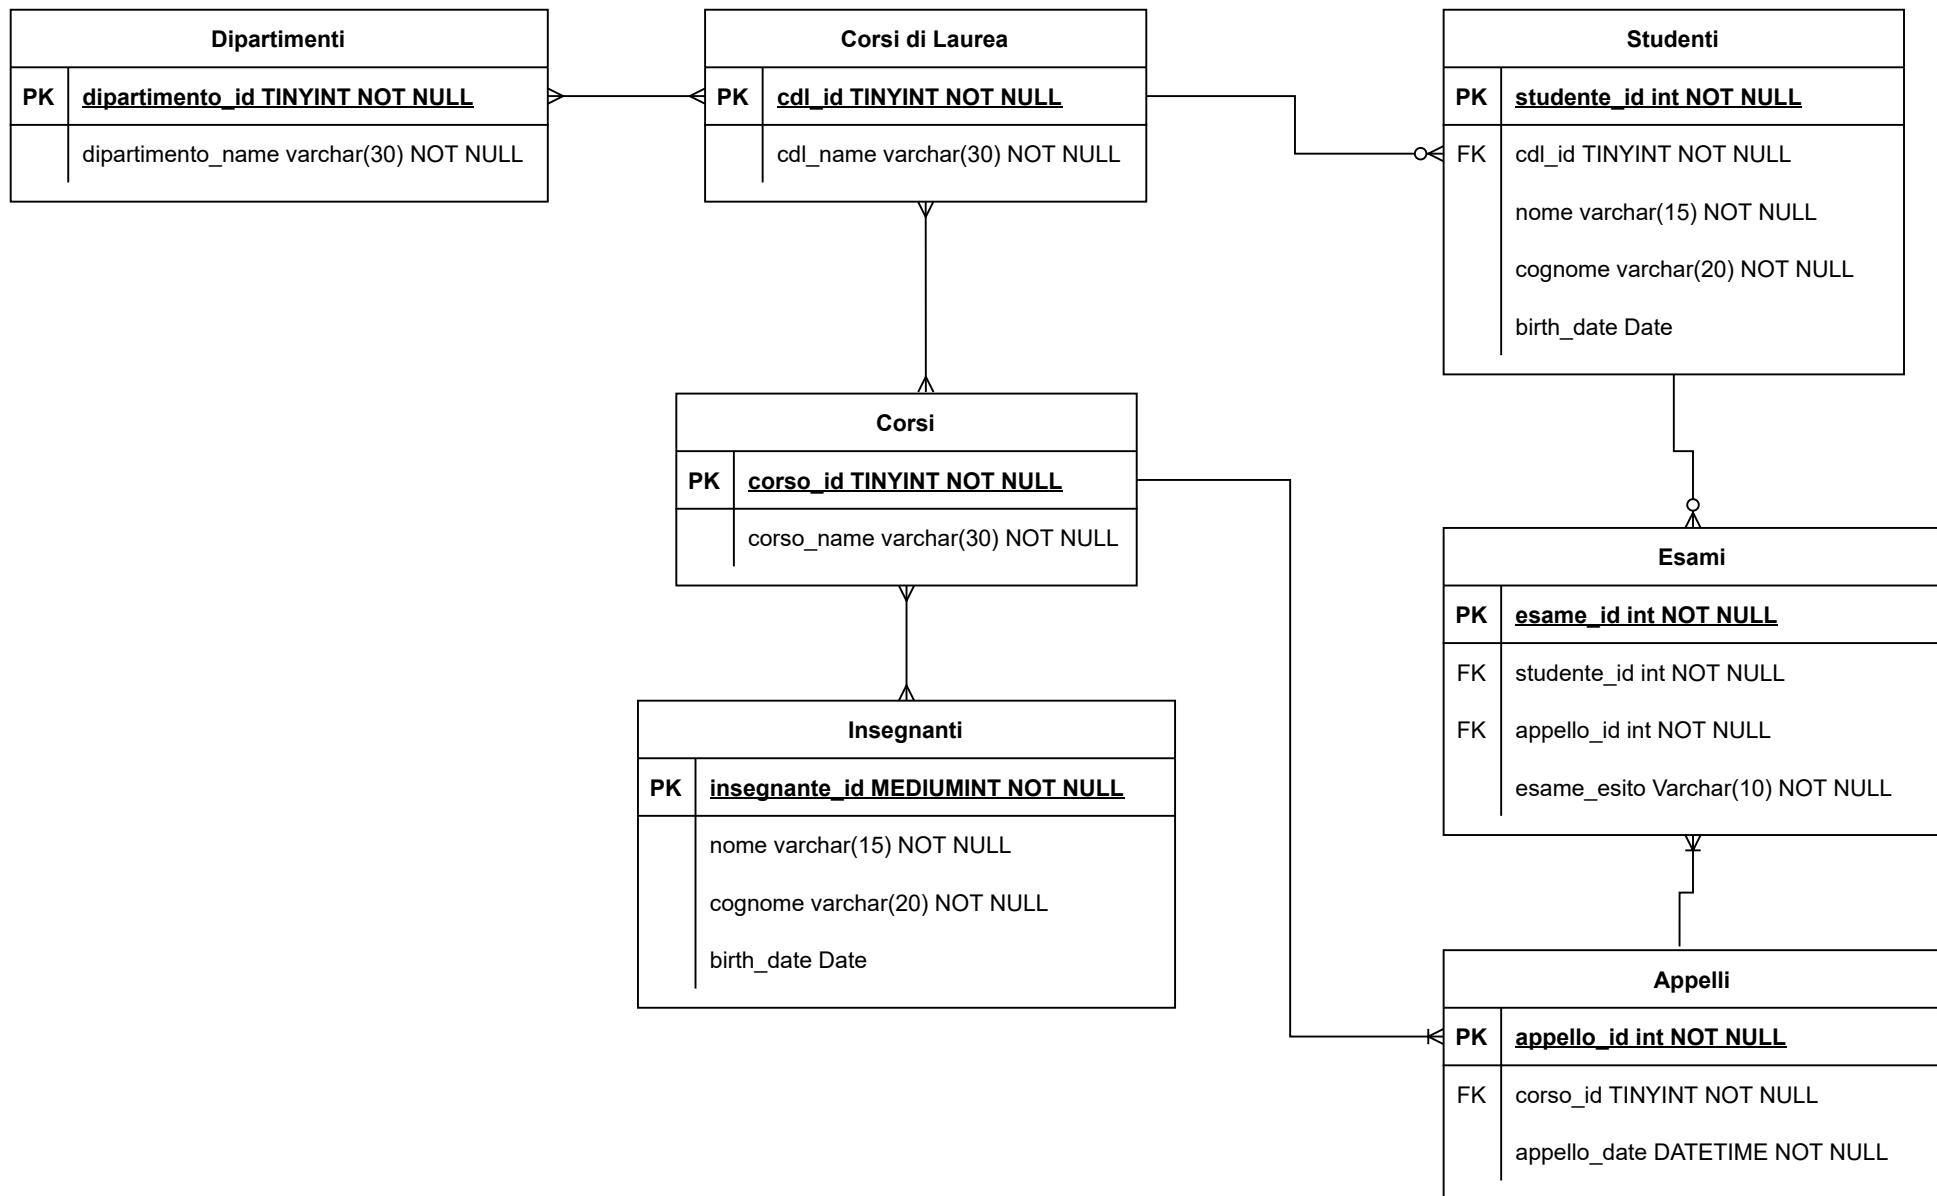 Dipartimenti
PK dipartimento_id TINYINT NOT NULL
dipartimento_name varchar(30) NOT NULL
Corsi di Laurea
PK cdl_id TINYINT NOT NULL
cdl_name varchar(30) NOT NULL
Studenti
PK studente_id int NOT NULL
FK cdl_id TINYINT NOT NULL
nome varchar(15) NOT NULL
cognome varchar(20) NOT NULL
birth_date Date
Corsi
PK corso_id TINYINT NOT NULL
corso_name varchar(30) NOT NULL
Esami
PK esame_id int NOT NULL
FK studente_id int NOT NULL
FK appello_id int NOT NULL
esame_esito Varchar(10) NOT NULL
Insegnanti
PK insegnante_id MEDIUMINT NOT NULL
nome varchar(15) NOT NULL
cognome varchar(20) NOT NULL
birth_date Date
Appelli
PK appello_id int NOT NULL
FK corso_id TINYINT NOT NULL
appello_date DATETIME NOT NULL